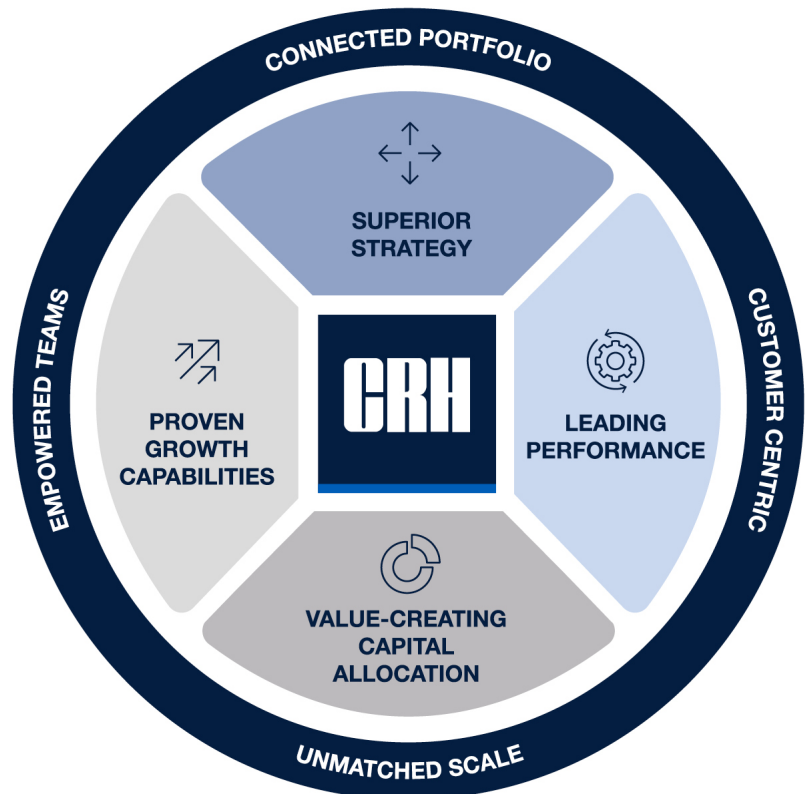 CONNECTED PORTFOLIO
SUPERIOR
STRATEGY
EMPOWERED TEAMS
PROVEN
GROWTH
CAPABILITIES
CRH
LEADING
PERFORMANCE
CUSTOMER CENTRIC
VALUE-CREATING
CAPITAL
ALLOCATION
UNMATCHED SCALE